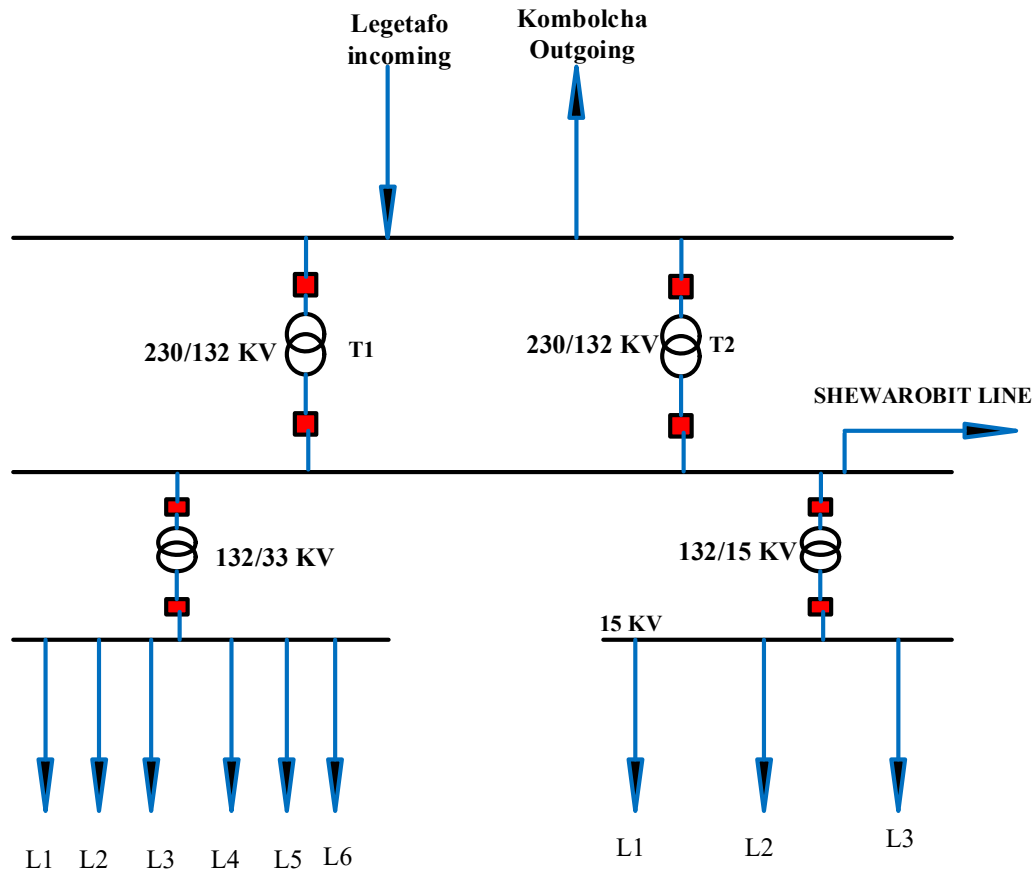 Legetafo
incoming
Kombolcha
Outgoing
230/132 KV
T1
230/132 KV
T2
SHEWAROBIT LINE
132/33 KV
132/15 KV
15 KV
L1
L2
L3
L4
L5
L6
L1
L2
L3